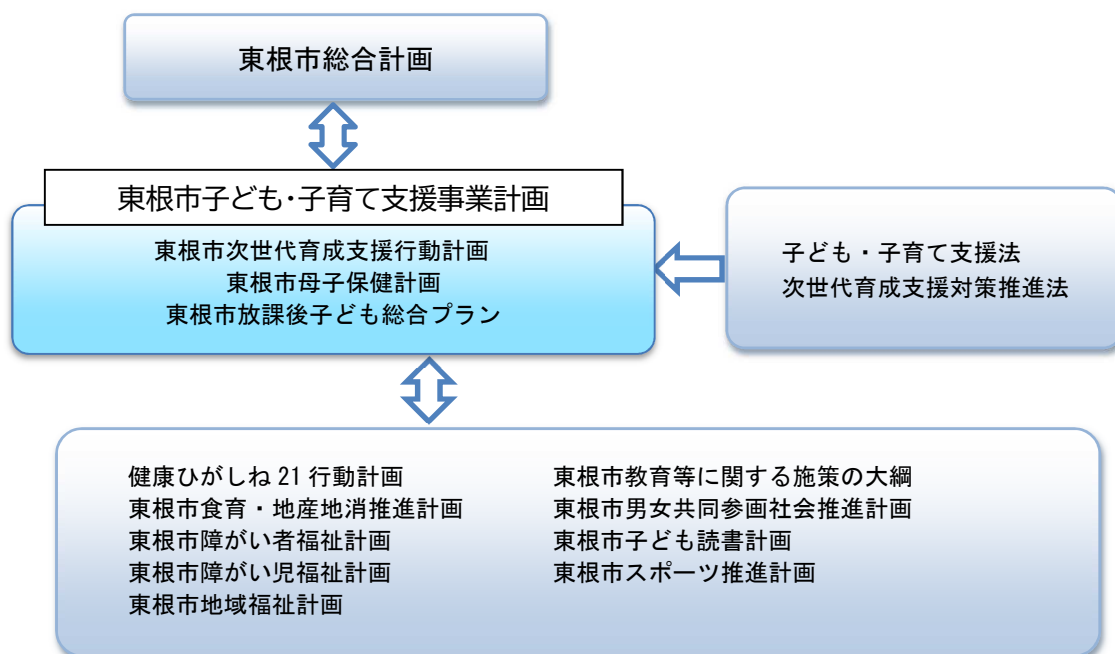 東根市総合計画
東根市子ども・子育て支援事業計画
東根市次世代育成支援行動計画
東根市母子保健計画
東根市放課後子ども総合プラン
子ども・子育て支援法
次世代育成支援対策推進法
健康ひがしね 21 行動計画
東根市食育・地産地消推進計画
東根市障がい者福祉計画
東根市障がい児福祉計画
東根市地域福祉計画
東根市教育等に関する施策の大綱
東根市男女共同参画社会推進計画
東根市子ども読書計画
東根市スポーツ推進計画